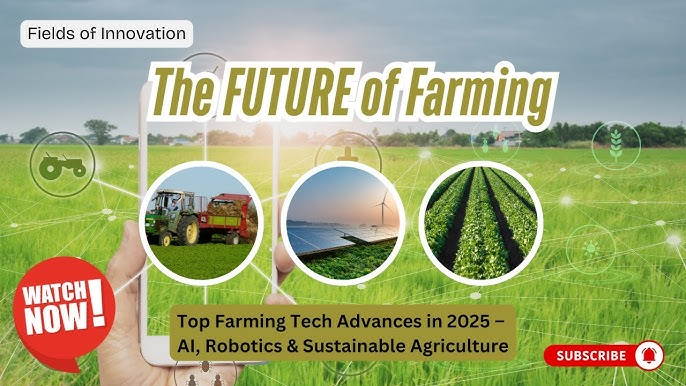 Fields of Innovation
The FUTURE of Farming
WATCH
NOW!
Top Farming Tech Advances in 2025 –
AI, Robotics & Sustainable Agriculture
SUBSCRIBE